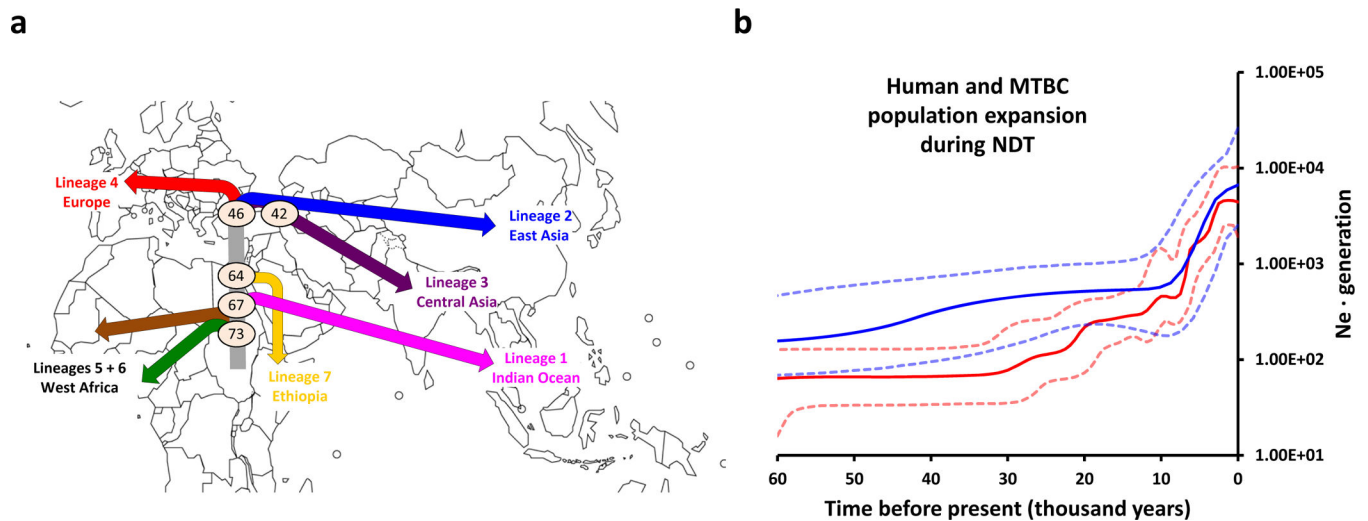 a
Lineage 4
Europe
46
42
Lineage 2
East Asia
64
Lineage 3
Central Asia
67
73
Lineages 5 + 6
West Africa
Lineage 7
Ethiopia
Lineage 1
Indian Ocean
b
Human and MTBC
population expansion
during NDT
1.00E+05
1.00E+04
1.00E+03
1.00E+02
1.00E+01
Ne · generation
60
50
40
30
20
10
0
Time before present (thousand years)